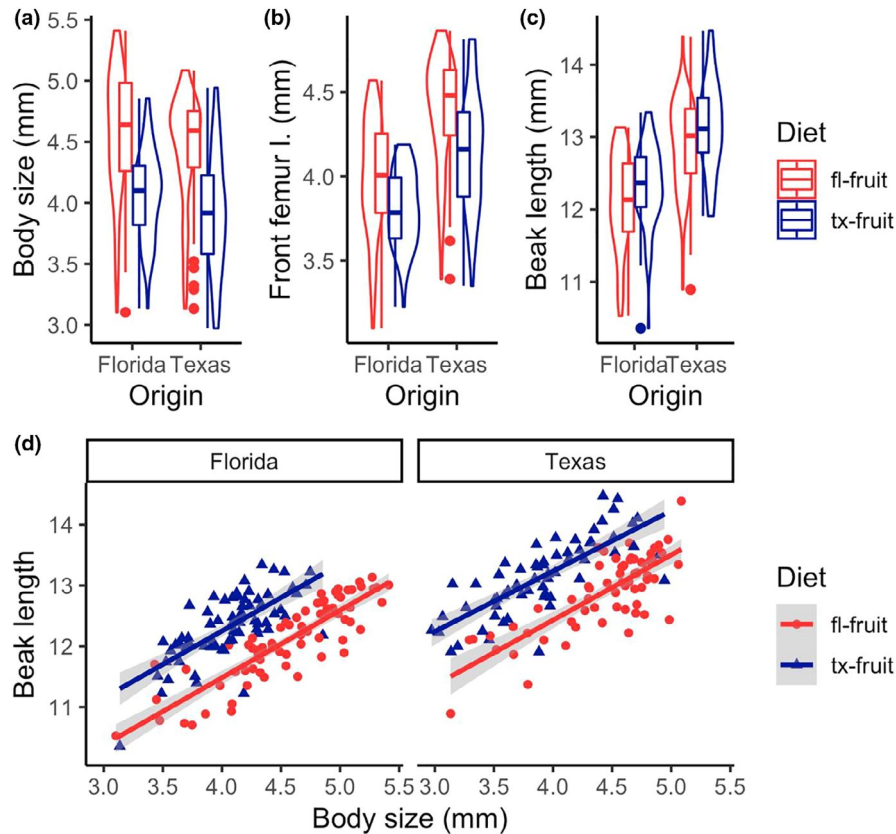 (a)
Body size (mm)
5.5
5.0
4.5
4.0
3.5
3.0
Florida Texas
Origin
(b)
Front femur l. (mm)
4.5
4.0
3.5
Florida Texas
Origin
(c)
Beak length (mm)
14
13
12
11
Florida Texas
Origin
Diet
fl-fruit
tx-fruit
(d)
Florida
Texas
Beak length
14
13
12
11
3.0 3.5 4.0 4.5 5.0 5.5
3.0 3.5 4.0 4.5 5.0 5.5
Body size (mm)
Diet
fl-fruit
tx-fruit